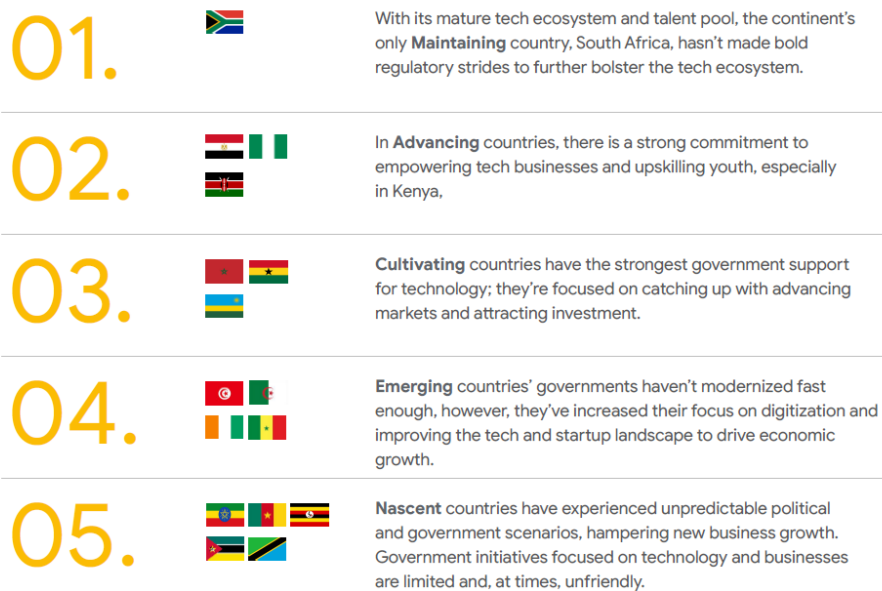 01.
With its mature tech ecosystem and talent pool, the continent's
only Maintaining country, South Africa, hasn't made bold
regulatory strides to further bolster the tech ecosystem.
02.
In Advancing countries, there is a strong commitment to
empowering tech businesses and upskilling youth, especially
in Kenya,
03.
Cultivating countries have the strongest government support
for technology; they're focused on catching up with advancing
markets and attracting investment.
04.
Emerging countries' governments haven't modernized fast
enough, however, they've increased their focus on digitization and
improving the tech and startup landscape to drive economic
growth.
05.
Nascent countries have experienced unpredictable political
and government scenarios, hampering new business growth.
Government initiatives focused on technology and businesses
are limited and, at times, unfriendly.